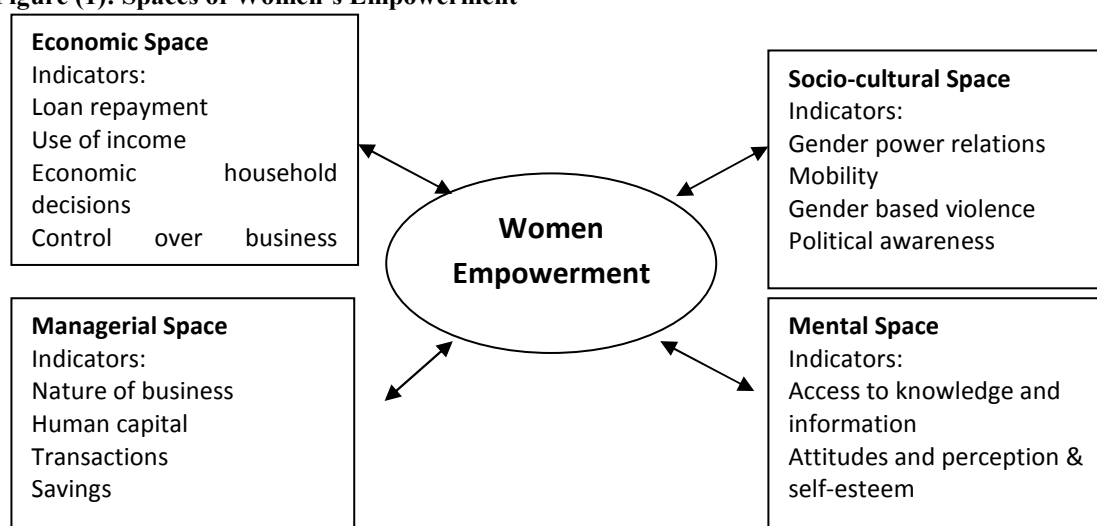 Figure (1): Spaces of Women's Empowerment
Economic Space
Indicators:
Loan repayment
Use of income
Economic household
decisions
Control over business
Socio-cultural Space
Indicators:
Gender power relations
Mobility
Gender based violence
Political awareness
Women
Empowerment
Managerial Space
Indicators:
Nature of business
Human capital
Transactions
Savings
Mental Space
Indicators:
Access to knowledge and
information
Attitudes and perception &
self-esteem